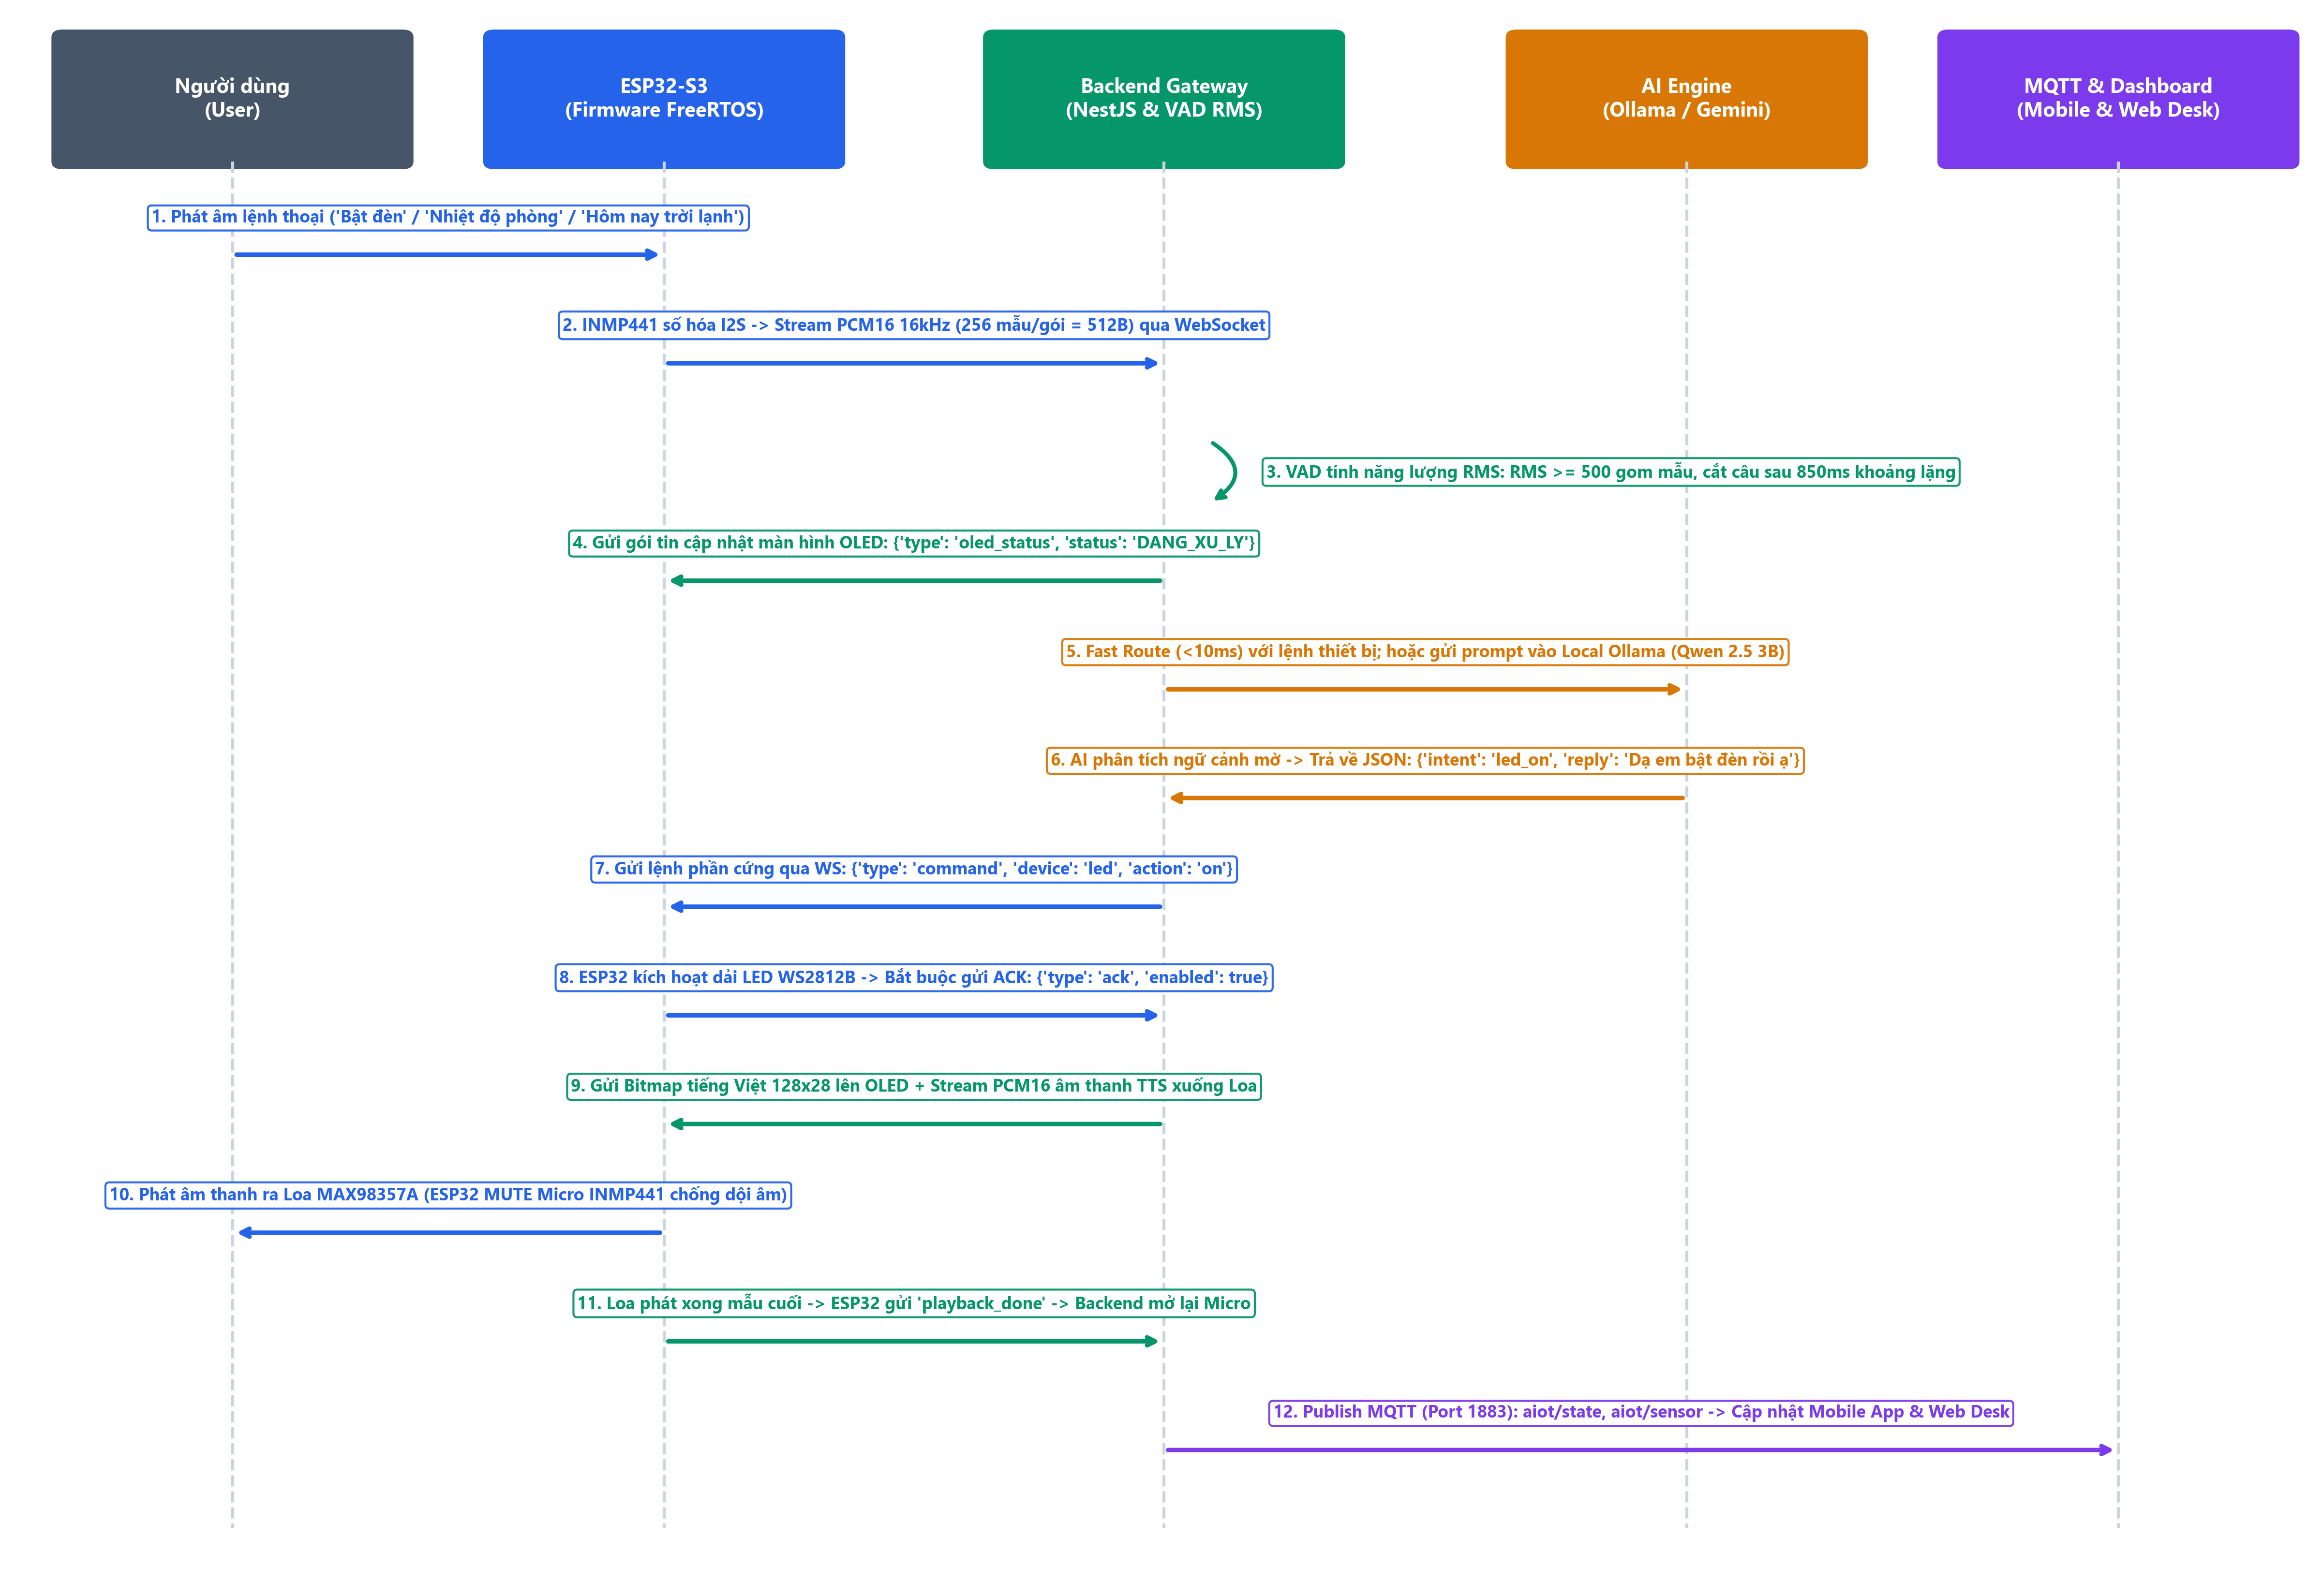 Người dùng
(User)
ESP32-S3
(Firmware FreeRTOS)
Backend Gateway
(NestJS & VAD RMS)
AI Engine
(Ollama / Gemini)
MQTT & Dashboard
(Mobile & Web Desk)
1. Phát âm lệnh thoại ('Bật đèn' / 'Nhiệt độ phòng' / 'Hôm nay trời lạnh')
2. INMP441 số hóa I2S -> Stream PCM16 16kHz (256 mẫu/gói = 512B) qua WebSocket
3. VAD tính năng lượng RMS: RMS >= 500 gom mẫu, cắt câu sau 850ms khoảng lặng
4. Gửi gói tin cập nhật màn hình OLED: {'type': 'oled_status', 'status': 'DANG_XU_LY'}
5. Fast Route (<10ms) với lệnh thiết bị; hoặc gửi prompt vào Local Ollama (Qwen 2.5 3B)
6. AI phân tích ngữ cảnh mờ -> Trả về JSON: {'intent': 'led_on', 'reply': 'Dạ em bật đèn rồi ạ'}
7. Gửi lệnh phần cứng qua WS: {'type': 'command', 'device': 'led', 'action': 'on'}
8. ESP32 kích hoạt dải LED WS2812B -> Bắt buộc gửi ACK: {'type': 'ack', 'enabled': true}
9. Gửi Bitmap tiếng Việt 128x28 lên OLED + Stream PCM16 âm thanh TTS xuống Loa
10. Phát âm thanh ra Loa MAX98357A (ESP32 MUTE Micro INMP441 chống dội âm)
11. Loa phát xong mẫu cuối -> ESP32 gửi 'playback_done' -> Backend mở lại Micro
12. Publish MQTT (Port 1883): aiot/state, aiot/sensor -> Cập nhật Mobile App & Web Desk